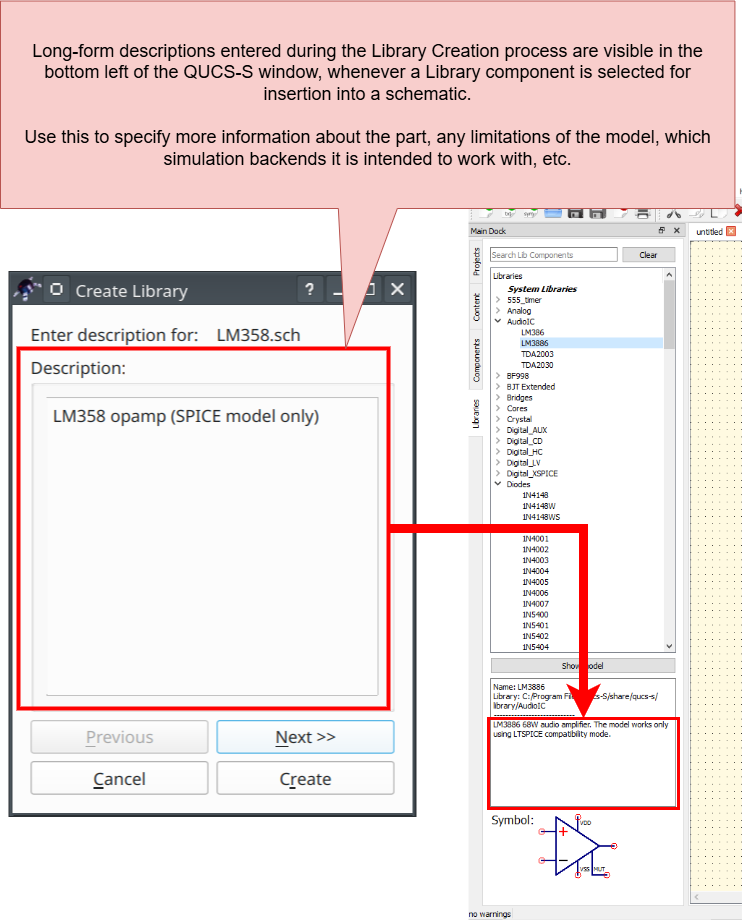 Long-form descriptions entered during the Library Creation process are visible in the
bottom left of the QUCS-S window, whenever a Library component is selected for
insertion into a schematic.
Use this to specify more information about the part, any limitations of the model, which
simulation backends it is intended to work with, etc.
Create Library
?
Enter description for: LM358.sch
Description:
LM358 opamp (SPICE model only)
Previous
Next >>
Cancel
Create
Main Dock
untitled
Projects
Content
Components
Libraries
Search Lib Components
Clear
Libraries
System Libraries
555_timer
Analog
AudioIC
LM386
LM3886
TDA2003
TDA2030
BF998
BJT Extended
Bridges
Cores
Crystal
Digital_AUX
Digital_CD
Digital_HC
Digital_LV
Digital_XSPICE
Diodes
1N4148
1N4148W
1N4148WS
1N4001
1N4002
1N4003
1N4004
1N4005
1N4006
1N4007
1N5400
1N5401
1N5402
1N5404
Show
Name: LM3886
Library: C:/Program
library/AudioIC
----------------------------
LM3886 68W audio amplifier. The model works only
using LTSPICE compatibility mode.
Symbol:
VDD
VSS
MUT
no warnings